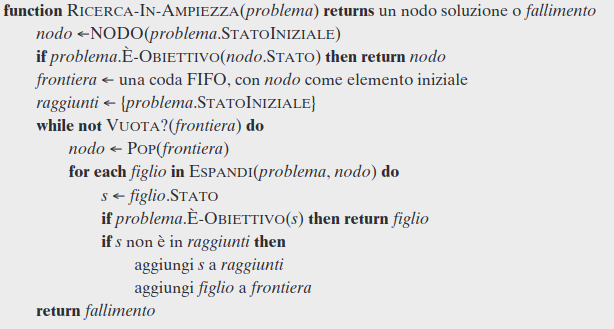 function RICERCA-IN-AMPIEZZA(problema) returns un nodo soluzione o fallimento
nodo ←NODO(problema.STATOINIZIALE)
if problema.È-OBIETTIVO(nodo.STATO) then return nodo
frontiera ← una coda FIFO, con nodo come elemento iniziale
raggiunti ← {problema.STATOINIZIALE}
while not VUOTA?(frontiera) do
nodo ← POP(frontiera)
for each figlio in ESPANDI(problema, nodo) do
s ← figlio.STATO
if problema.È-OBIETTIVO(s) then return figlio
if s non è in raggiunti then
aggiungi s a raggiunti
aggiungi figlio a frontiera
return fallimento